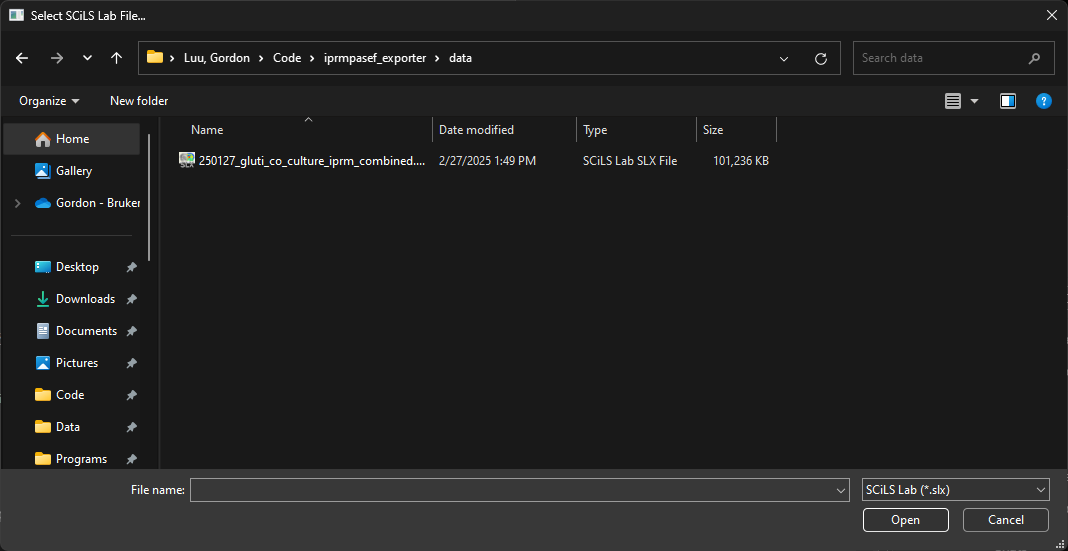 Select SCiLS Lab File...
Luu, Gordon › Code › iprmpasef_exporter › data
Search data
Organize New folder
Name Date modified Type Size
250127_gluti_co_culture_iprm_combined.... 2/27/2025 1:49 PM SCiLS Lab SLX File 101,236 KB
Home
Gallery
Gordon - Bruker
Desktop
Downloads
Documents
Pictures
Code
Data
Programs
File name: SCiLS Lab (*.slx)
Open Cancel